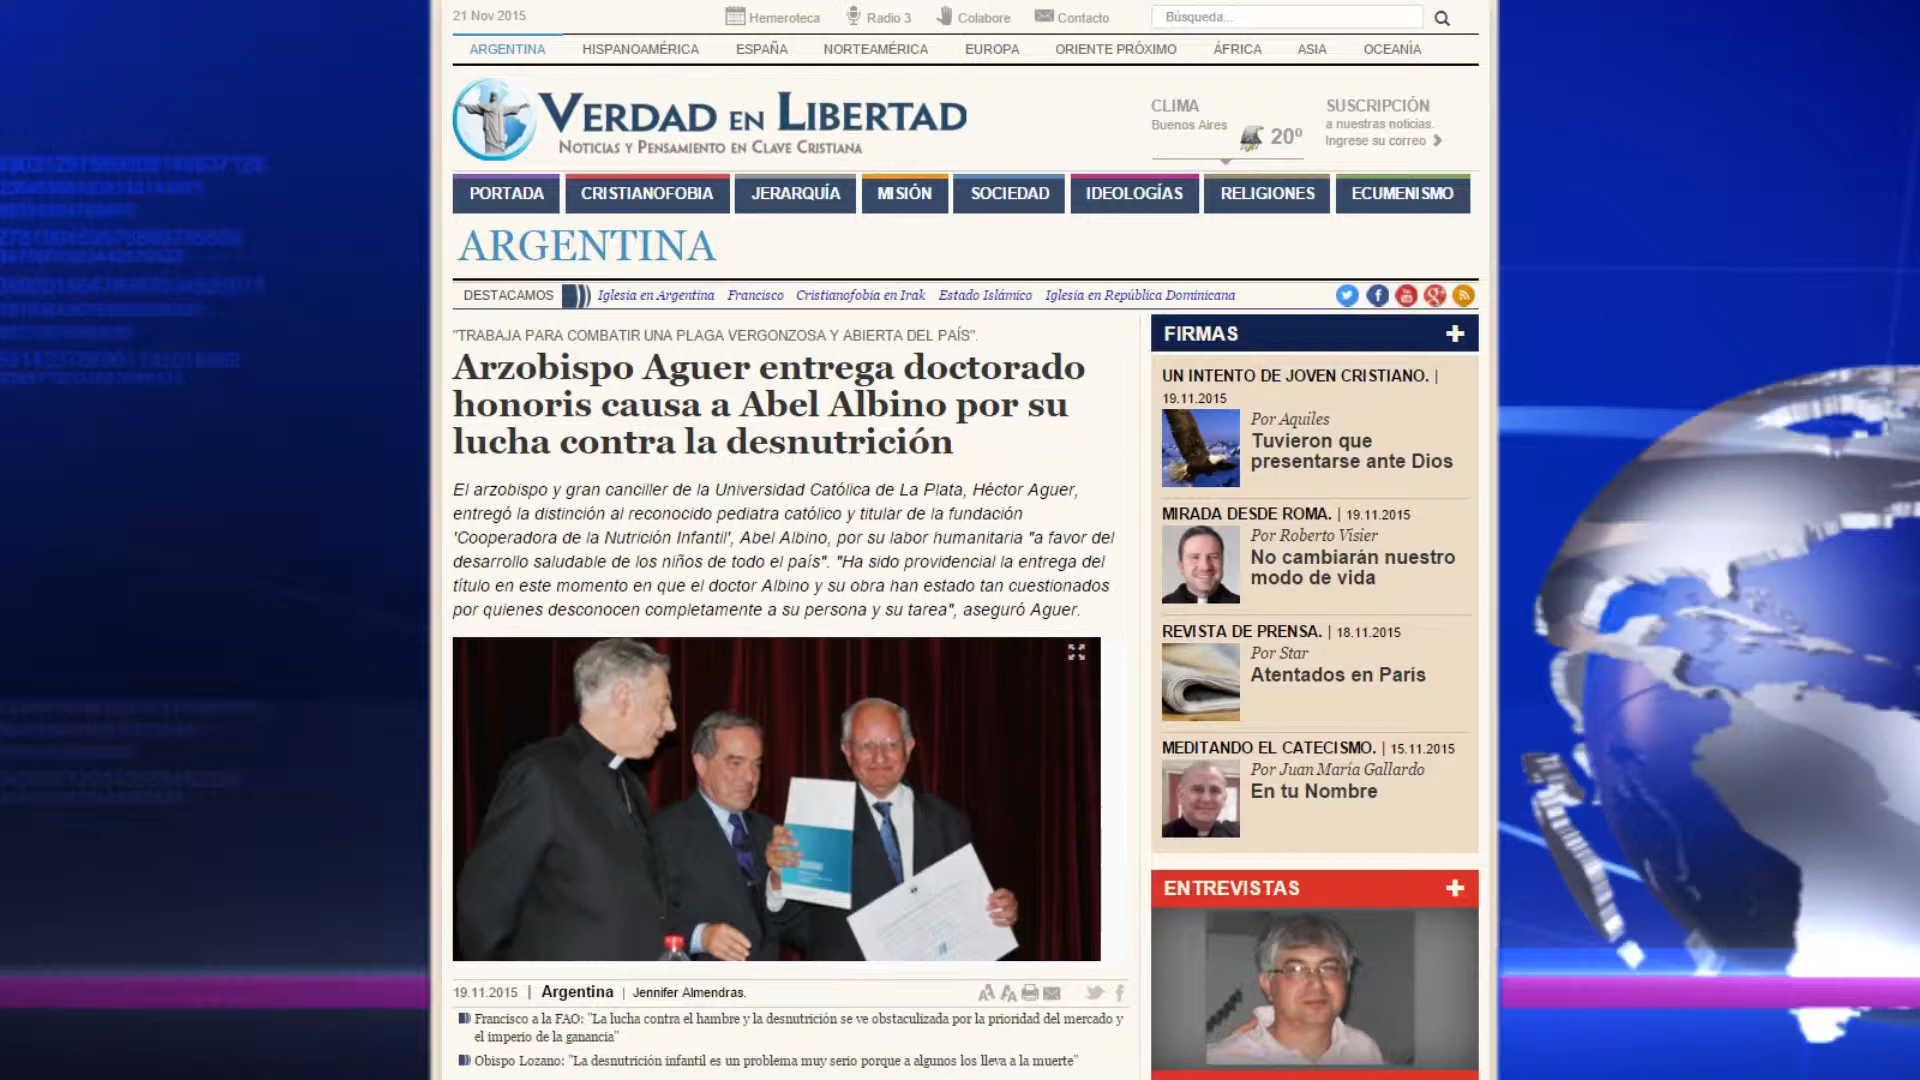 21 Nov 2015
Hemeroteca Radio 3 Colabore Contacto Búsqueda...
ARGENTINA HISPANOAMÉRICA ESPAÑA NORTEAMÉRICA EUROPA ORIENTE PRÓXIMO ÁFRICA ASIA OCEANÍA
VERDAD EN LIBERTAD
NOTICIAS Y PENSAMIENTO EN CLAVE CRISTIANA
CLIMA
Buenos Aires 20º
SUSCRIPCIÓN
a nuestras noticias.
Ingrese su correo
PORTADA CRISTIANOFOBIA JERARQUÍA MISIÓN SOCIEDAD IDEOLOGÍAS RELIGIONES ECUMENISMO
ARGENTINA
DESTACAMOS Iglesia en Argentina Francisco Cristianofobia en Irak Estado Islámico Iglesia en República Dominicana
"TRABAJA PARA COMBATIR UNA PLAGA VERGONZOSA Y ABIERTA DEL PAÍS".
Arzobispo Aguer entrega doctorado
honoris causa a Abel Albino por su
lucha contra la desnutrición
El arzobispo y gran canciller de la Universidad Católica de La Plata, Héctor Aguer,
entregó la distinción al reconocido pediatra católico y titular de la fundación
'Cooperadora de la Nutrición Infantil', Abel Albino, por su labor humanitaria "a favor del
desarrollo saludable de los niños de todo el país". "Ha sido providencial la entrega del
título en este momento en que el doctor Albino y su obra han estado tan cuestionados
por quienes desconocen completamente a su persona y su tarea", aseguró Aguer.
19.11.2015 | Argentina | Jennifer Almendras.
Francisco a la FAO: "La lucha contra el hambre y la desnutrición se ve obstaculizada por la prioridad del mercado y
el imperio de la ganancia"
Obispo Lozano: "La desnutrición infantil es un problema muy serio porque a algunos los lleva a la muerte"
FIRMAS +
UN INTENTO DE JOVEN CRISTIANO. |
19.11.2015
Por Aquiles
Tuvieron que
presentarse ante Dios
MIRADA DESDE ROMA. | 19.11.2015
Por Roberto Visier
No cambiarán nuestro
modo de vida
REVISTA DE PRENSA. | 18.11.2015
Por Star
Atentados en París
MEDITANDO EL CATECISMO. | 15.11.2015
Por Juan María Gallardo
En tu Nombre
ENTREVISTAS +